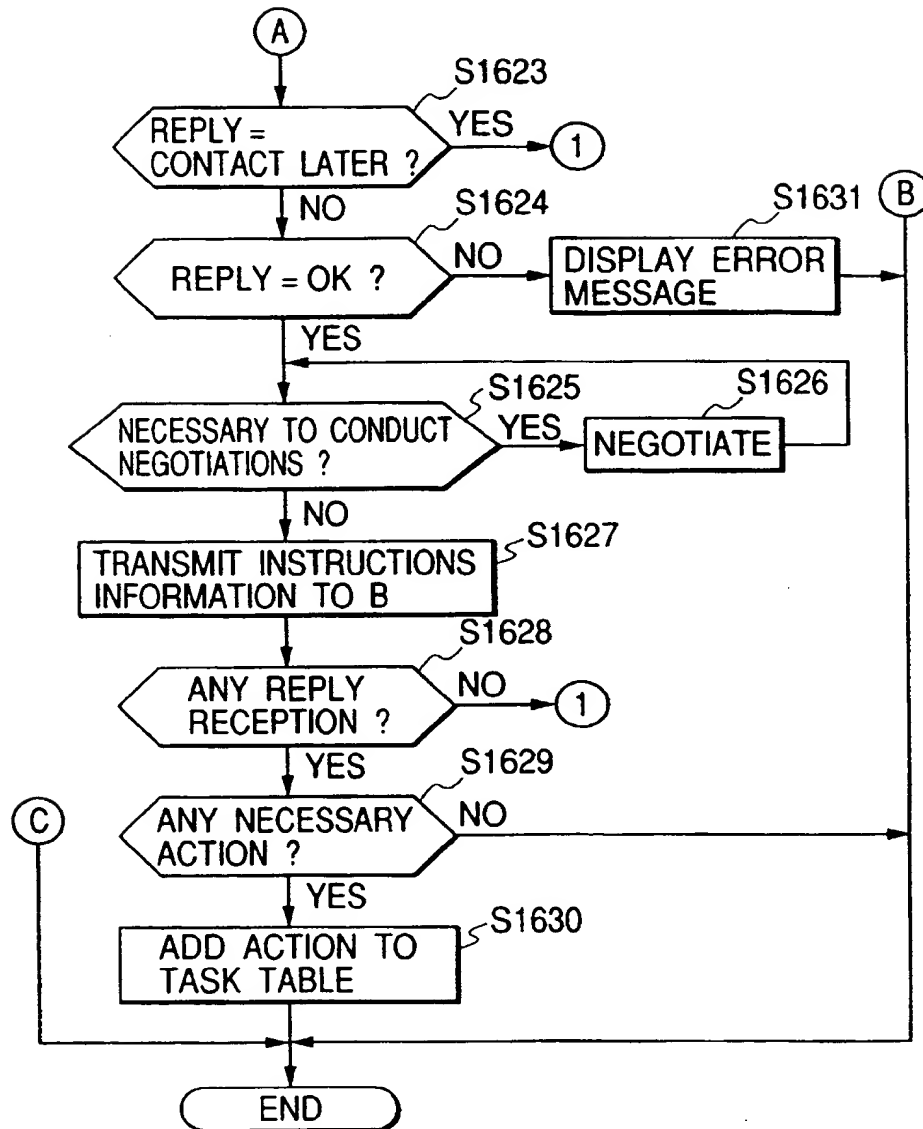 A
S1623
REPLY =
CONTACT LATER ?
YES
1
NO
S1624
REPLY = OK ?
NO
S1631
DISPLAY ERROR
MESSAGE
B
YES
S1625
NECESSARY TO CONDUCT
NEGOTIATIONS ?
YES
S1626
NEGOTIATE
NO
S1627
TRANSMIT INSTRUCTIONS
INFORMATION TO B
S1628
ANY REPLY
RECEPTION ?
NO
1
YES
S1629
C
ANY NECESSARY
ACTION ?
NO
YES
S1630
ADD ACTION TO
TASK TABLE
END